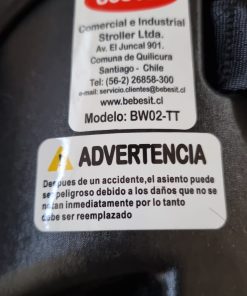 Comercial e Industrial
Stroller Ltda.
Av. El Juncal 901.
Comuna de Quilicura
Santiago - Chile
Tel: (56-2) 26858-300
e-mail: servicio.clientes@bebesit.cl
www.bebesit.cl
Modelo: BW02-TT
ADVERTENCIA
Despues de un accidente,el asiento puede
ser peligroso debido a los daños que no se
notan inmediatamente por lo tanto
debe ser reemplazado